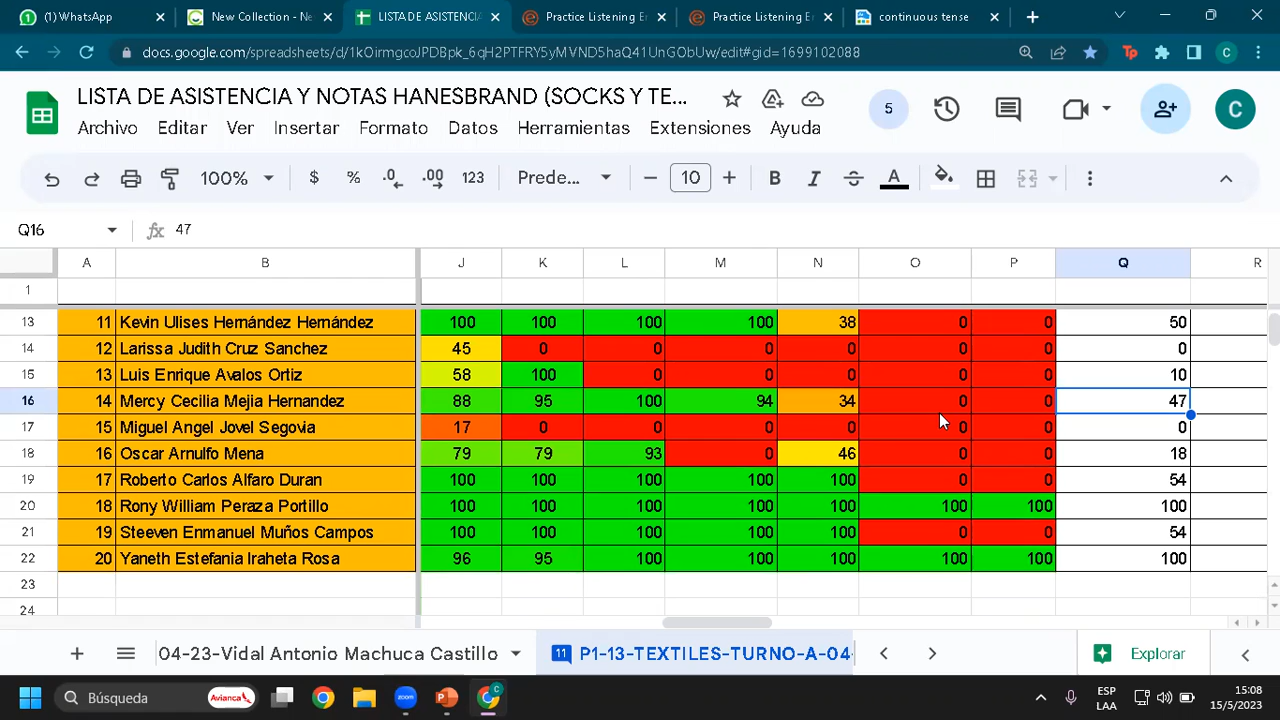 (1) WhatsApp
New Collection - Ne
LISTA DE ASISTENCIA
Practice Listening E
Practice Listening E
continuous tense
docs.google.com/spreadsheets/d/1kOirmgcoJPDBpk_6qH2PTFRY5yMVND5haQ41UnGObUw/edit#gid=1699102088
C
LISTA DE ASISTENCIA Y NOTAS HANESBRAND (SOCKS Y TE...
5
C
Archivo Editar Ver Insertar Formato Datos Herramientas Extensiones Ayuda
100% $ % .0 .00 123 Prede... 10 B I A
Q16 fx 47
A B J K L M N O P Q R
1
13 11 Kevin Ulises Hernández Hernández 100 100 100 100 38 0 0 50
14 12 Larissa Judith Cruz Sanchez 45 0 0 0 0 0 0 0
15 13 Luis Enrique Avalos Ortiz 58 100 0 0 0 0 0 10
16 14 Mercy Cecilia Mejia Hernandez 88 95 100 94 34 0 0 47
17 15 Miguel Angel Jovel Segovia 17 0 0 0 0 0 0 0
18 16 Oscar Arnulfo Mena 79 79 93 0 46 0 0 18
19 17 Roberto Carlos Alfaro Duran 100 100 100 100 100 0 0 54
20 18 Rony William Peraza Portillo 100 100 100 100 100 100 100 100
21 19 Steeven Enmanuel Muños Campos 100 100 100 100 100 0 0 54
22 20 Yaneth Estefania Iraheta Rosa 96 95 100 100 100 100 100 100
23
24
04-23-Vidal Antonio Machuca Castillo
11 P1-13-TEXTILES-TURNO-A-04-
Explorar
Búsqueda
Avianca
zoom
C
ESP
LAA
15:08
15/5/2023